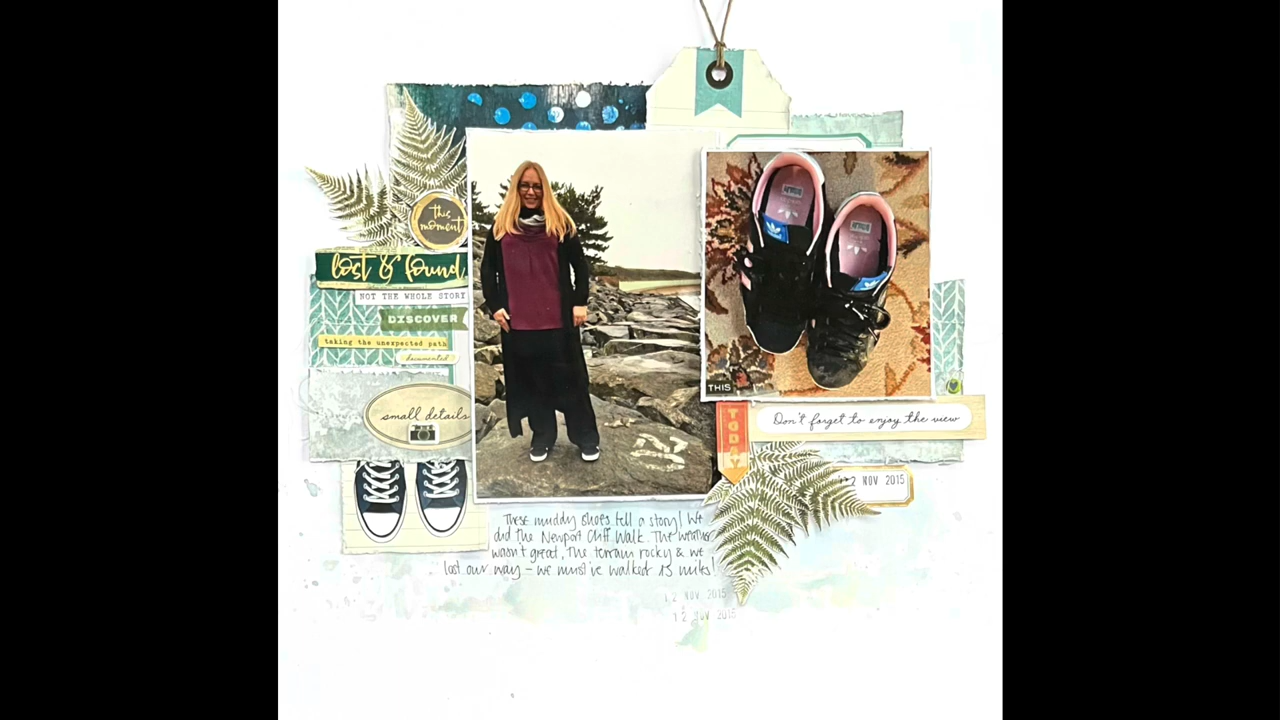 this
moment
lost & found
NOT THE WHOLE STORY
DISCOVER
taking the unexpected path
documented
small details
THIS
TODAY
Don't forget to enjoy the view
2 NOV 2015
These muddy shoes tell a story! We
did the Newport Cliff Walk. The weather
wasn't great, the terrain rocky & we
lost our way – we must've walked 15 miles!
12 NOV 2015
12 NOV 2015